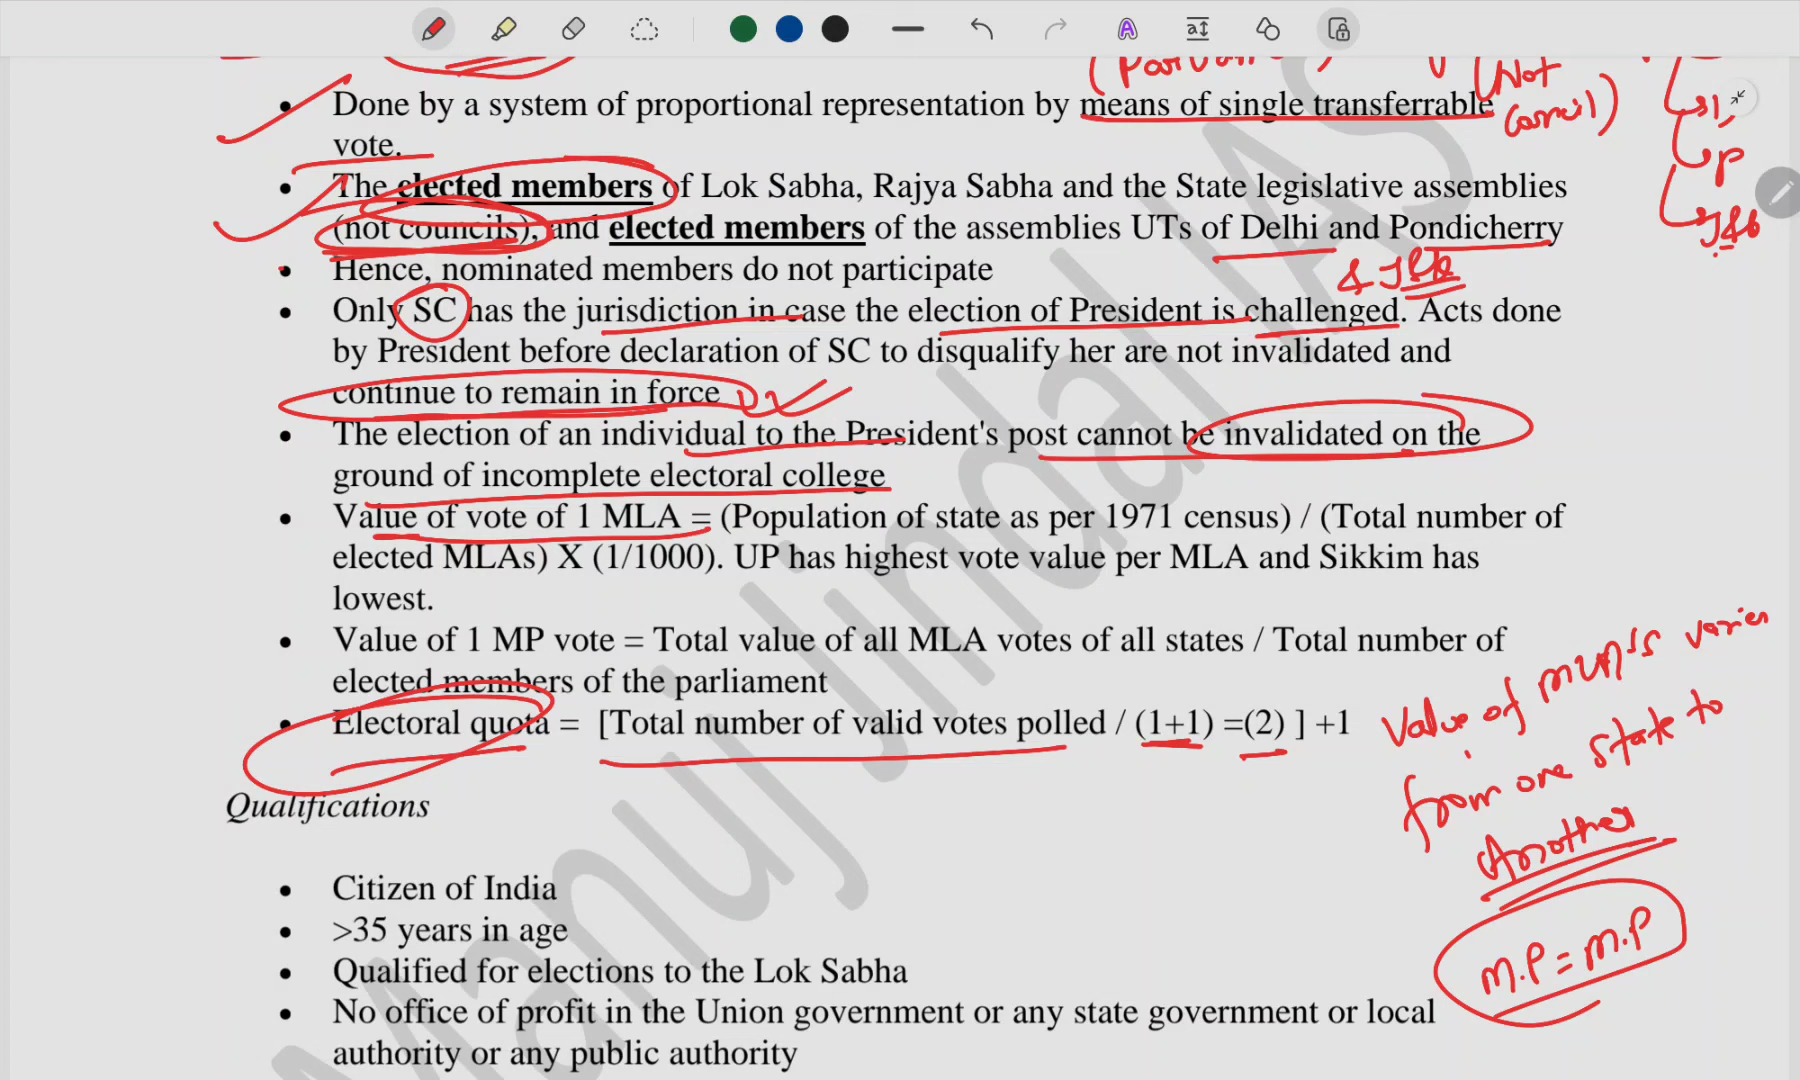 Done by a system of proportional representation by means of single transferrable
(Not
vote.
council)
The elected members of Lok Sabha, Rajya Sabha and the State legislative assemblies
(not councils), and elected members of the assemblies UTs of Delhi and Pondicherry
Hence, nominated members do not participate
& J&k
Only SC has the jurisdiction in case the election of President is challenged. Acts done
by President before declaration of SC to disqualify her are not invalidated and
continue to remain in force
The election of an individual to the President's post cannot be invalidated on the
ground of incomplete electoral college
Value of vote of 1 MLA = (Population of state as per 1971 census) / (Total number of
elected MLAs) X (1/1000). UP has highest vote value per MLA and Sikkim has
lowest.
Value of 1 MP vote = Total value of all MLA votes of all states / Total number of
elected members of the parliament
Electoral quota = [Total number of valid votes polled / (1+1) =(2) ] +1
Value of MLA's varies
from one state to
Another
M.P = M.P
Qualifications
Citizen of India
>35 years in age
Qualified for elections to the Lok Sabha
No office of profit in the Union government or any state government or local
authority or any public authority
Manuj Jindal IAS